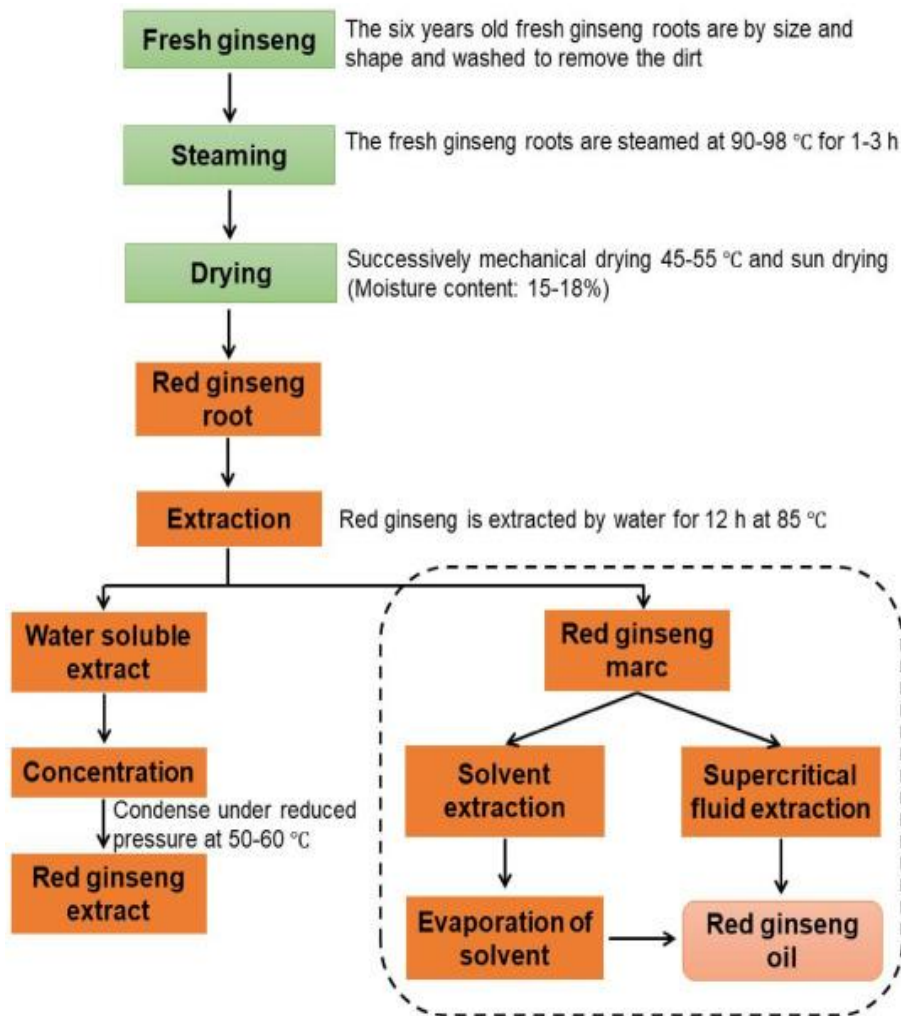 Fresh ginseng
The six years old fresh ginseng roots are by size and
shape and washed to remove the dirt
Steaming
The fresh ginseng roots are steamed at 90-98 ℃ for 1-3 h
Drying
Successively mechanical drying 45-55 ℃ and sun drying
(Moisture content: 15-18%)
Red ginseng
root
Extraction
Red ginseng is extracted by water for 12 h at 85 ℃
Water soluble
extract
Red ginseng
marc
Concentration
Condense under reduced
pressure at 50-60 ℃
Red ginseng
extract
Solvent
extraction
Supercritical
fluid extraction
Evaporation of
solvent
Red ginseng
oil